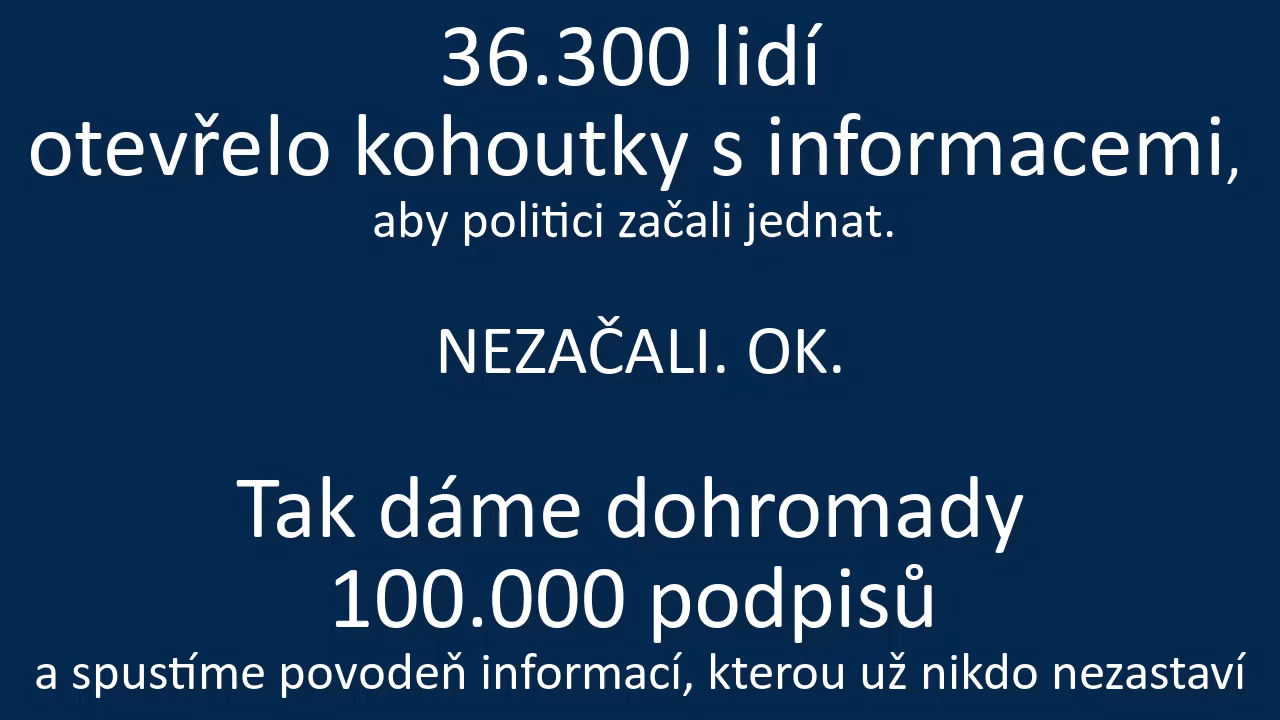 36.300 lidí
otevřelo kohoutky s informacemi,
aby politici začali jednat.
NEZAČALI. OK.
Tak dáme dohromady
100.000 podpisů
a spustíme povodeň informací, kterou už nikdo nezastaví